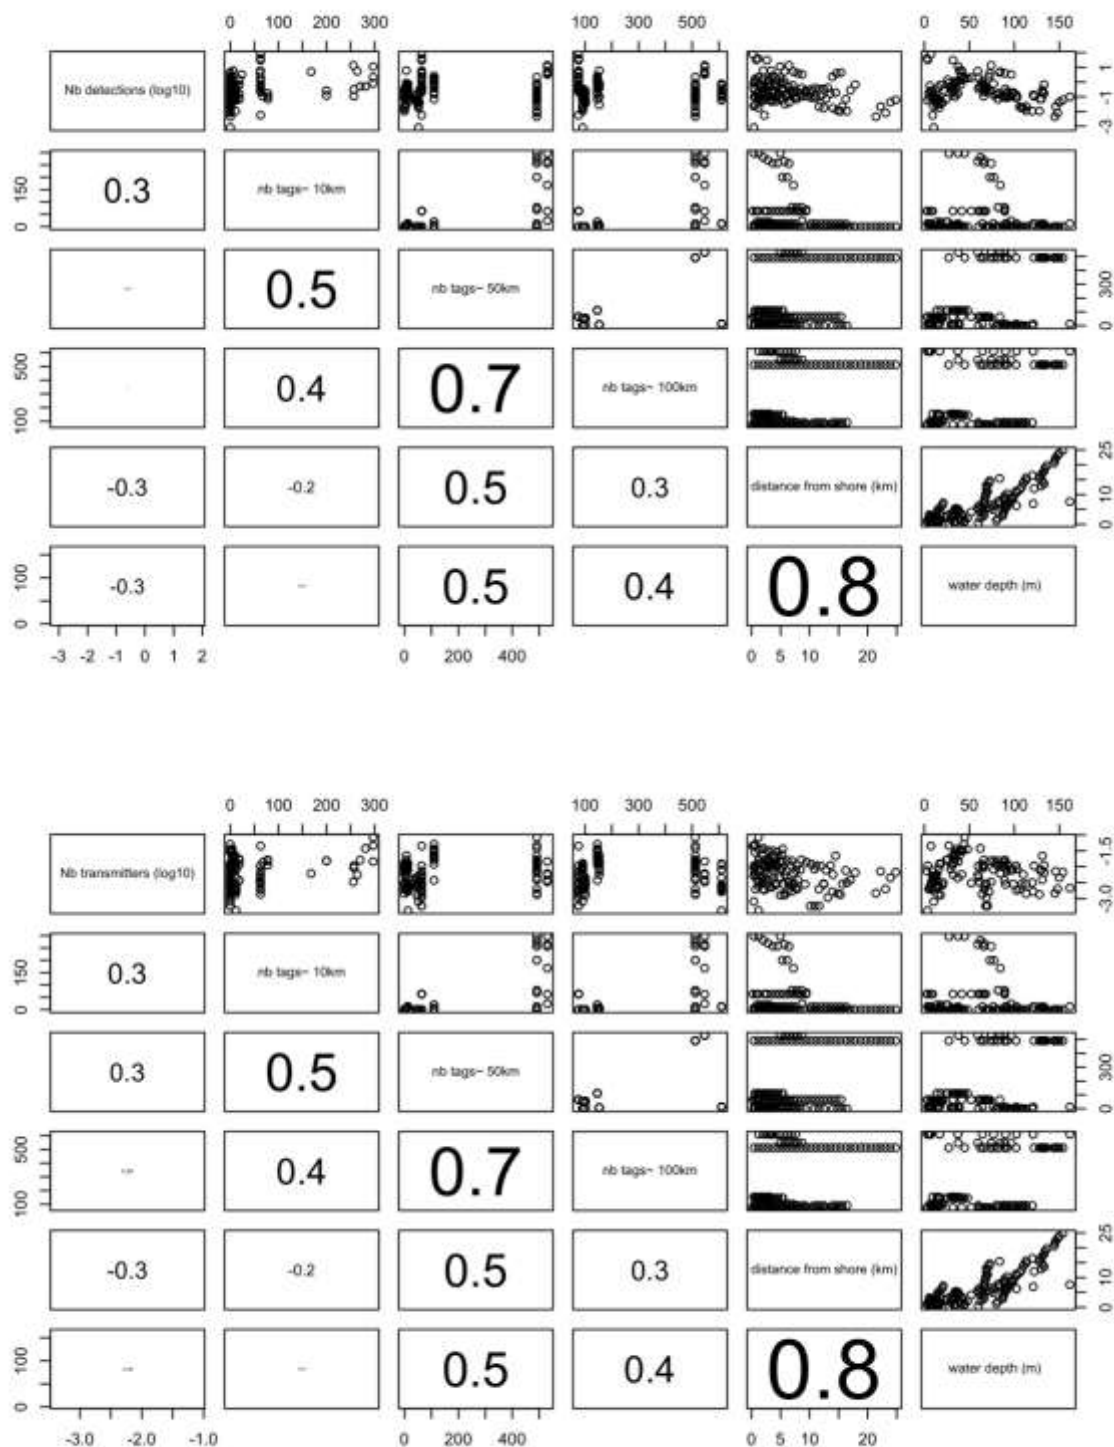 0 100 200 300 100 300 500 0 50 100 150
Nb detections (log10) -3 -1 1
0 150 0.3 nb tags~ 10km
0.5 nb tags~ 50km 0 300
100 500 0.4 0.7 nb tags~ 100km
-0.3 -0.2 0.5 0.3 distance from shore (km) 0 10 25
0 100 -0.3 0.5 0.4 0.8 water depth (m)
-3 -2 -1 0 1 2 0 200 400 0 5 10 20
0 100 200 300 100 300 500 0 50 100 150
Nb transmitters (log10) -3.0 -1.5
0 150 0.3 nb tags~ 10km
0.3 0.5 nb tags~ 50km 0 300
100 500 0.4 0.7 nb tags~ 100km
-0.3 -0.2 0.5 0.3 distance from shore (km) 0 10 25
0 100 0.5 0.4 0.8 water depth (m)
-3.0 -2.0 -1.0 0 200 400 0 5 10 20